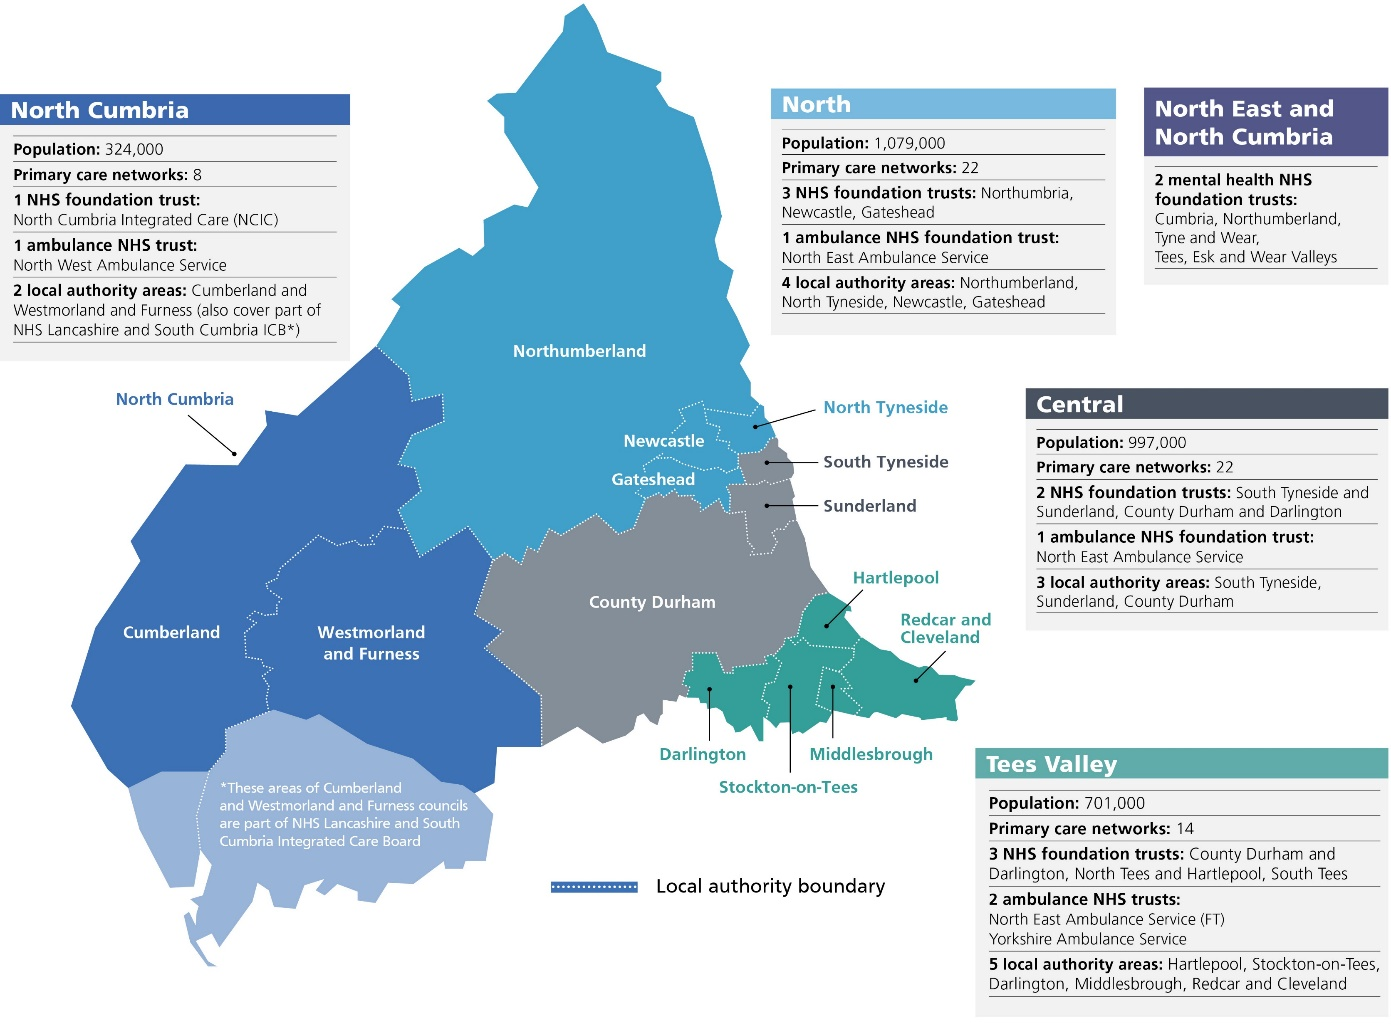 North Cumbria
Population: 324,000
Primary care networks: 8
1 NHS foundation trust:
North Cumbria Integrated Care (NCIC)
1 ambulance NHS trust:
North West Ambulance Service
2 local authority areas: Cumberland and
Westmorland and Furness (also cover part of
NHS Lancashire and South Cumbria ICB*)
North
Population: 1,079,000
Primary care networks: 22
3 NHS foundation trusts: Northumbria,
Newcastle, Gateshead
1 ambulance NHS foundation trust:
North East Ambulance Service
4 local authority areas: Northumberland,
North Tyneside, Newcastle, Gateshead
North East and
North Cumbria
2 mental health NHS
foundation trusts:
Cumbria, Northumberland,
Tyne and Wear,
Tees, Esk and Wear Valleys
Northumberland
North Cumbria
North Tyneside
Newcastle
South Tyneside
Gateshead
Sunderland
Hartlepool
County Durham
Redcar and
Cleveland
Cumberland
Westmorland
and Furness
Darlington
Middlesbrough
Stockton-on-Tees
*These areas of Cumberland
and Westmorland and Furness councils
are part of NHS Lancashire and South
Cumbria Integrated Care Board
Local authority boundary
Central
Population: 997,000
Primary care networks: 22
2 NHS foundation trusts: South Tyneside and
Sunderland, County Durham and Darlington
1 ambulance NHS foundation trust:
North East Ambulance Service
3 local authority areas: South Tyneside,
Sunderland, County Durham
Tees Valley
Population: 701,000
Primary care networks: 14
3 NHS foundation trusts: County Durham and
Darlington, North Tees and Hartlepool, South Tees
2 ambulance NHS trusts:
North East Ambulance Service (FT)
Yorkshire Ambulance Service
5 local authority areas: Hartlepool, Stockton-on-Tees,
Darlington, Middlesbrough, Redcar and Cleveland